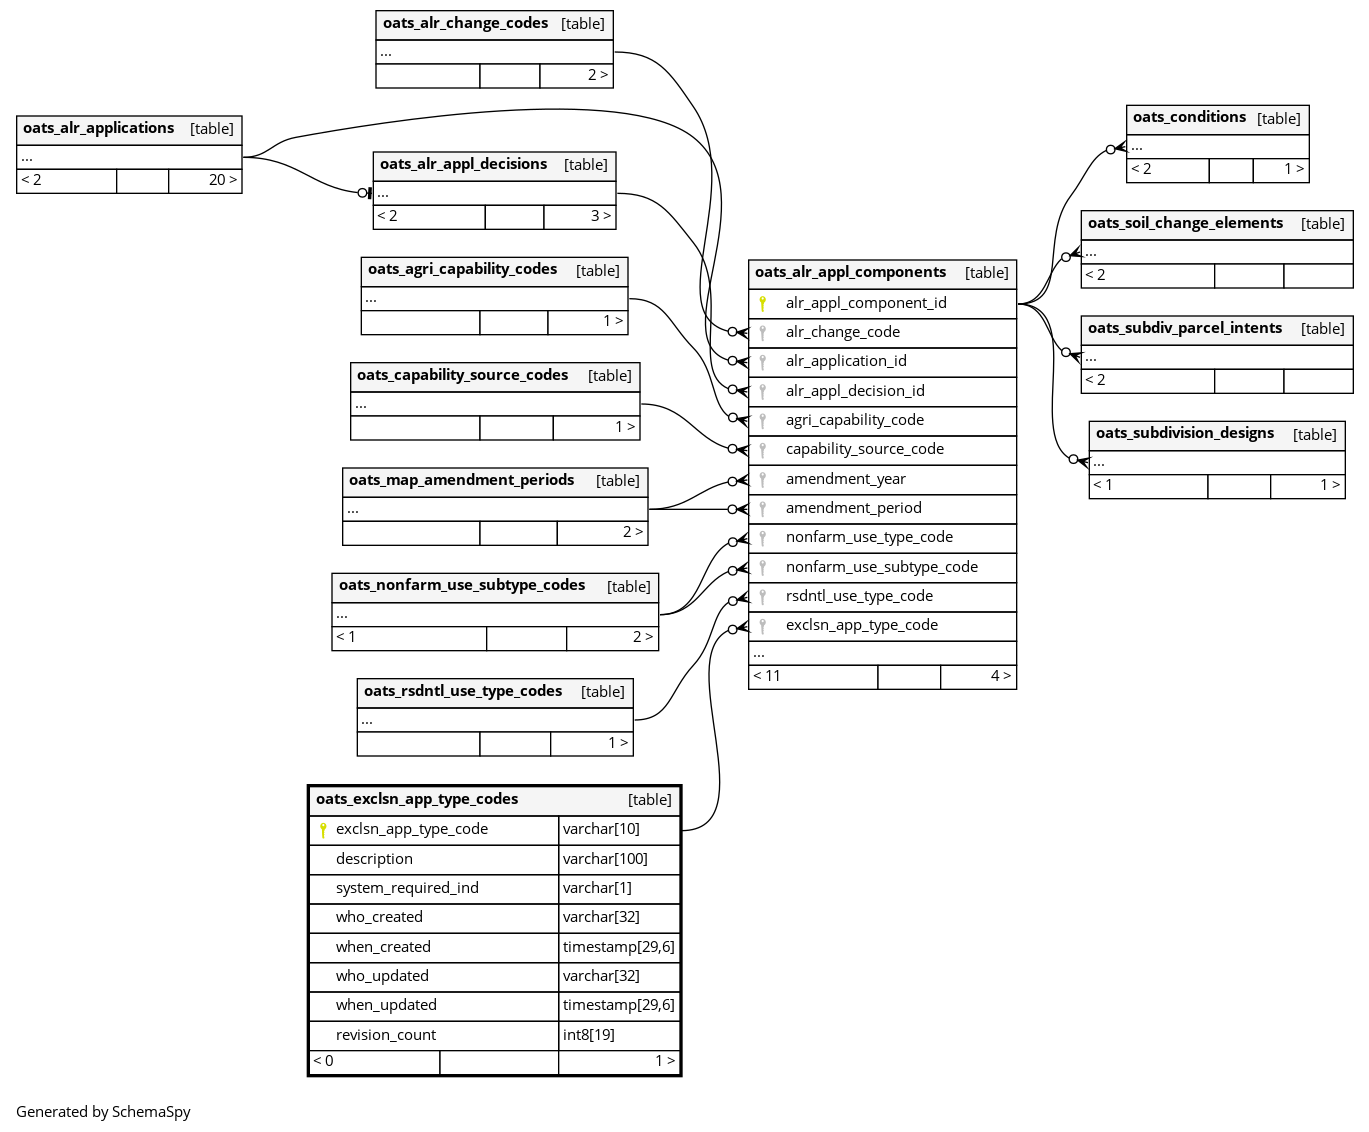 oats_alr_change_codes [table]
...
2 >
oats_alr_applications [table]
...
< 2 20 >
oats_alr_appl_decisions [table]
...
< 2 3 >
oats_agri_capability_codes [table]
...
1 >
oats_capability_source_codes [table]
...
1 >
oats_map_amendment_periods [table]
...
2 >
oats_nonfarm_use_subtype_codes [table]
...
< 1 2 >
oats_rsdntl_use_type_codes [table]
...
1 >
oats_exclsn_app_type_codes [table]
exclsn_app_type_code varchar[10]
description varchar[100]
system_required_ind varchar[1]
who_created varchar[32]
when_created timestamp[29,6]
who_updated varchar[32]
when_updated timestamp[29,6]
revision_count int8[19]
< 0 1 >
oats_alr_appl_components [table]
alr_appl_component_id
alr_change_code
alr_application_id
alr_appl_decision_id
agri_capability_code
capability_source_code
amendment_year
amendment_period
nonfarm_use_type_code
nonfarm_use_subtype_code
rsdntl_use_type_code
exclsn_app_type_code
...
< 11 4 >
oats_conditions [table]
...
< 2 1 >
oats_soil_change_elements [table]
...
< 2
oats_subdiv_parcel_intents [table]
...
< 2
oats_subdivision_designs [table]
...
< 1 1 >
Generated by SchemaSpy